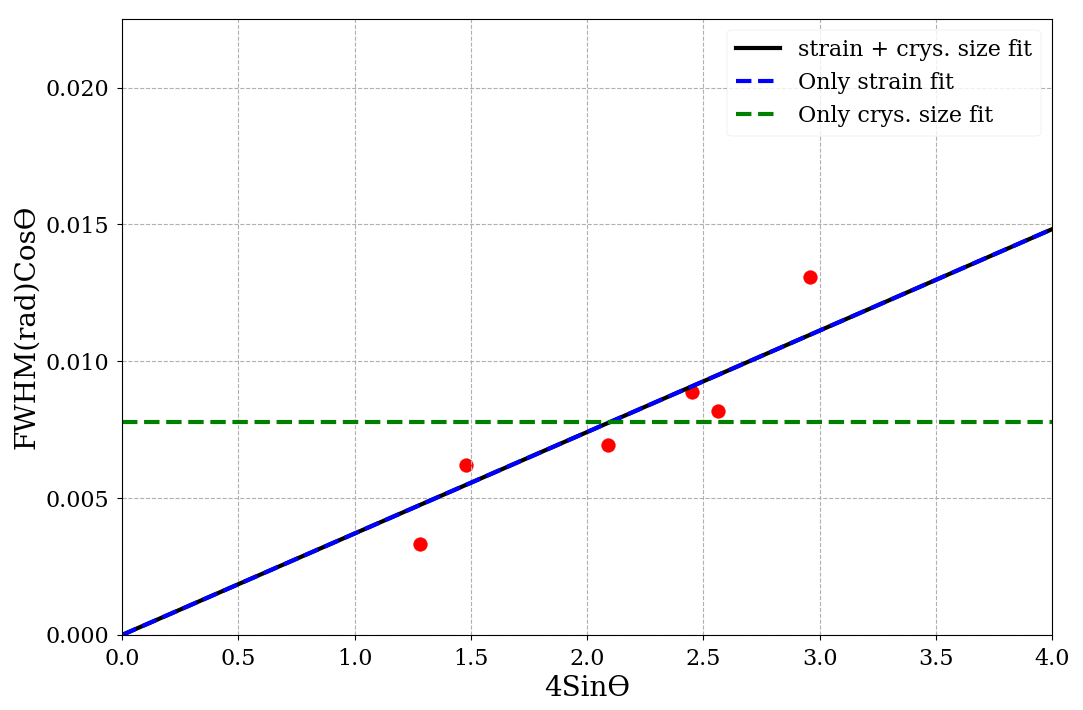 strain + crys. size fit
Only strain fit
Only crys. size fit
0.020
0.015
0.010
0.005
0.000
FWHM(rad)CosΘ
0.0 0.5 1.0 1.5 2.0 2.5 3.0 3.5 4.0
4SinΘ